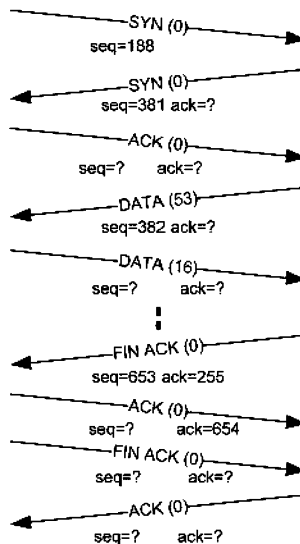 SYN (0)
seq=188
SYN (0)
seq=381 ack=?
ACK (0)
seq=? ack=?
DATA (53)
seq=382 ack=?
DATA (16)
seq=? ack=?
FIN ACK (0)
seq=653 ack=255
ACK (0)
seq=? ack=654
FIN ACK (0)
seq=? ack=?
ACK (0)
seq=? ack=?